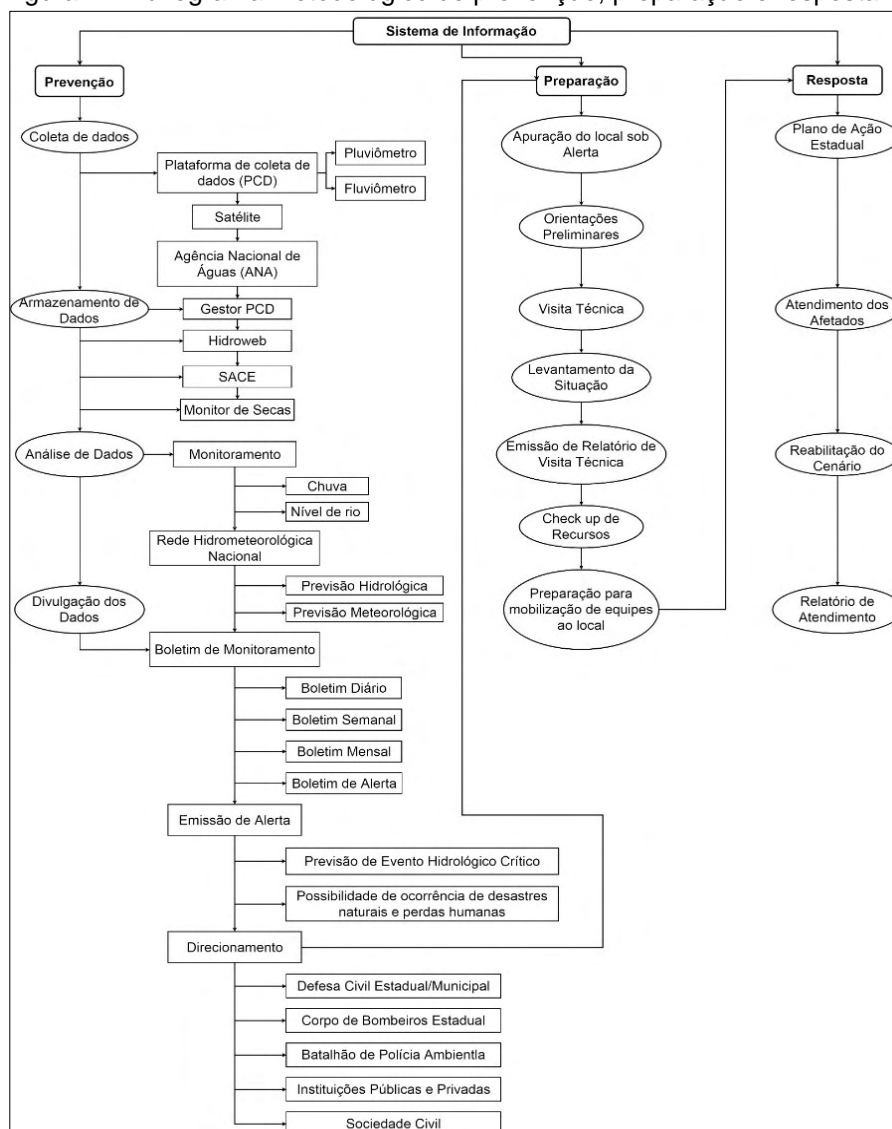 Sistema de Informação
Prevenção
Preparação
Resposta
Coleta de dados
Plataforma de coleta de
dados (PCD)
Pluviômetro
Fluviômetro
Satélite
Agência Nacional de
Águas (ANA)
Armazenamento de
Dados
Gestor PCD
Hidroweb
SACE
Monitor de Secas
Análise de Dados
Monitoramento
Chuva
Nível de rio
Rede Hidrometeorológica
Nacional
Previsão Hidrológica
Previsão Meteorológica
Divulgação dos
Dados
Boletim de Monitoramento
Boletim Diário
Boletim Semanal
Boletim Mensal
Boletim de Alerta
Emissão de Alerta
Previsão de Evento Hidrológico Crítico
Possibilidade de ocorrência de desastres
naturais e perdas humanas
Direcionamento
Defesa Civil Estadual/Municipal
Corpo de Bombeiros Estadual
Batalhão de Polícia Ambientla
Instituições Públicas e Privadas
Sociedade Civil
Apuração do local sob
Alerta
Orientações
Preliminares
Visita Técnica
Levantamento da
Situação
Emissão de Relatório de
Visita Técnica
Check up de
Recursos
Preparação para
mobilização de equipes
ao local
Plano de Ação
Estadual
Atendimento dos
Afetados
Reabilitação do
Cenário
Relatório de
Atendimento